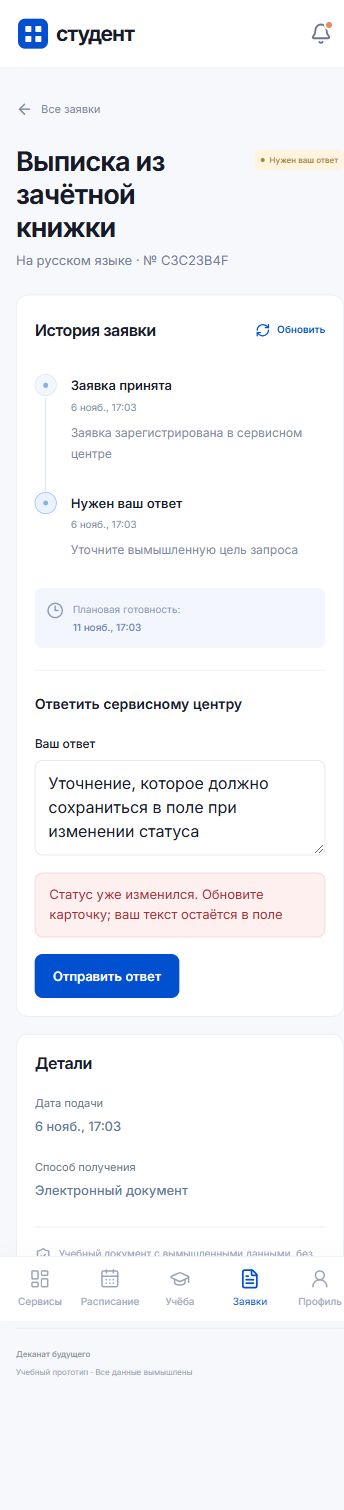 студент
Все заявки
Выписка из
зачётной
книжки
Нужен ваш ответ
На русском языке · № C3C23B4F
История заявки
Обновить
Заявка принята
6 нояб., 17:03
Заявка зарегистрирована в сервисном
центре
Нужен ваш ответ
6 нояб., 17:03
Уточните вымышленную цель запроса
Плановая готовность:
11 нояб., 17:03
Ответить сервисному центру
Ваш ответ
Уточнение, которое должно
сохраниться в поле при
изменении статуса
Статус уже изменился. Обновите
карточку; ваш текст остаётся в поле
Отправить ответ
Детали
Дата подачи
6 нояб., 17:03
Способ получения
Электронный документ
Учебный документ с вымышленными данными, без
Сервисы
Расписание
Учёба
Заявки
Профиль
Деканат будущего
Учебный прототип · Все данные вымышлены